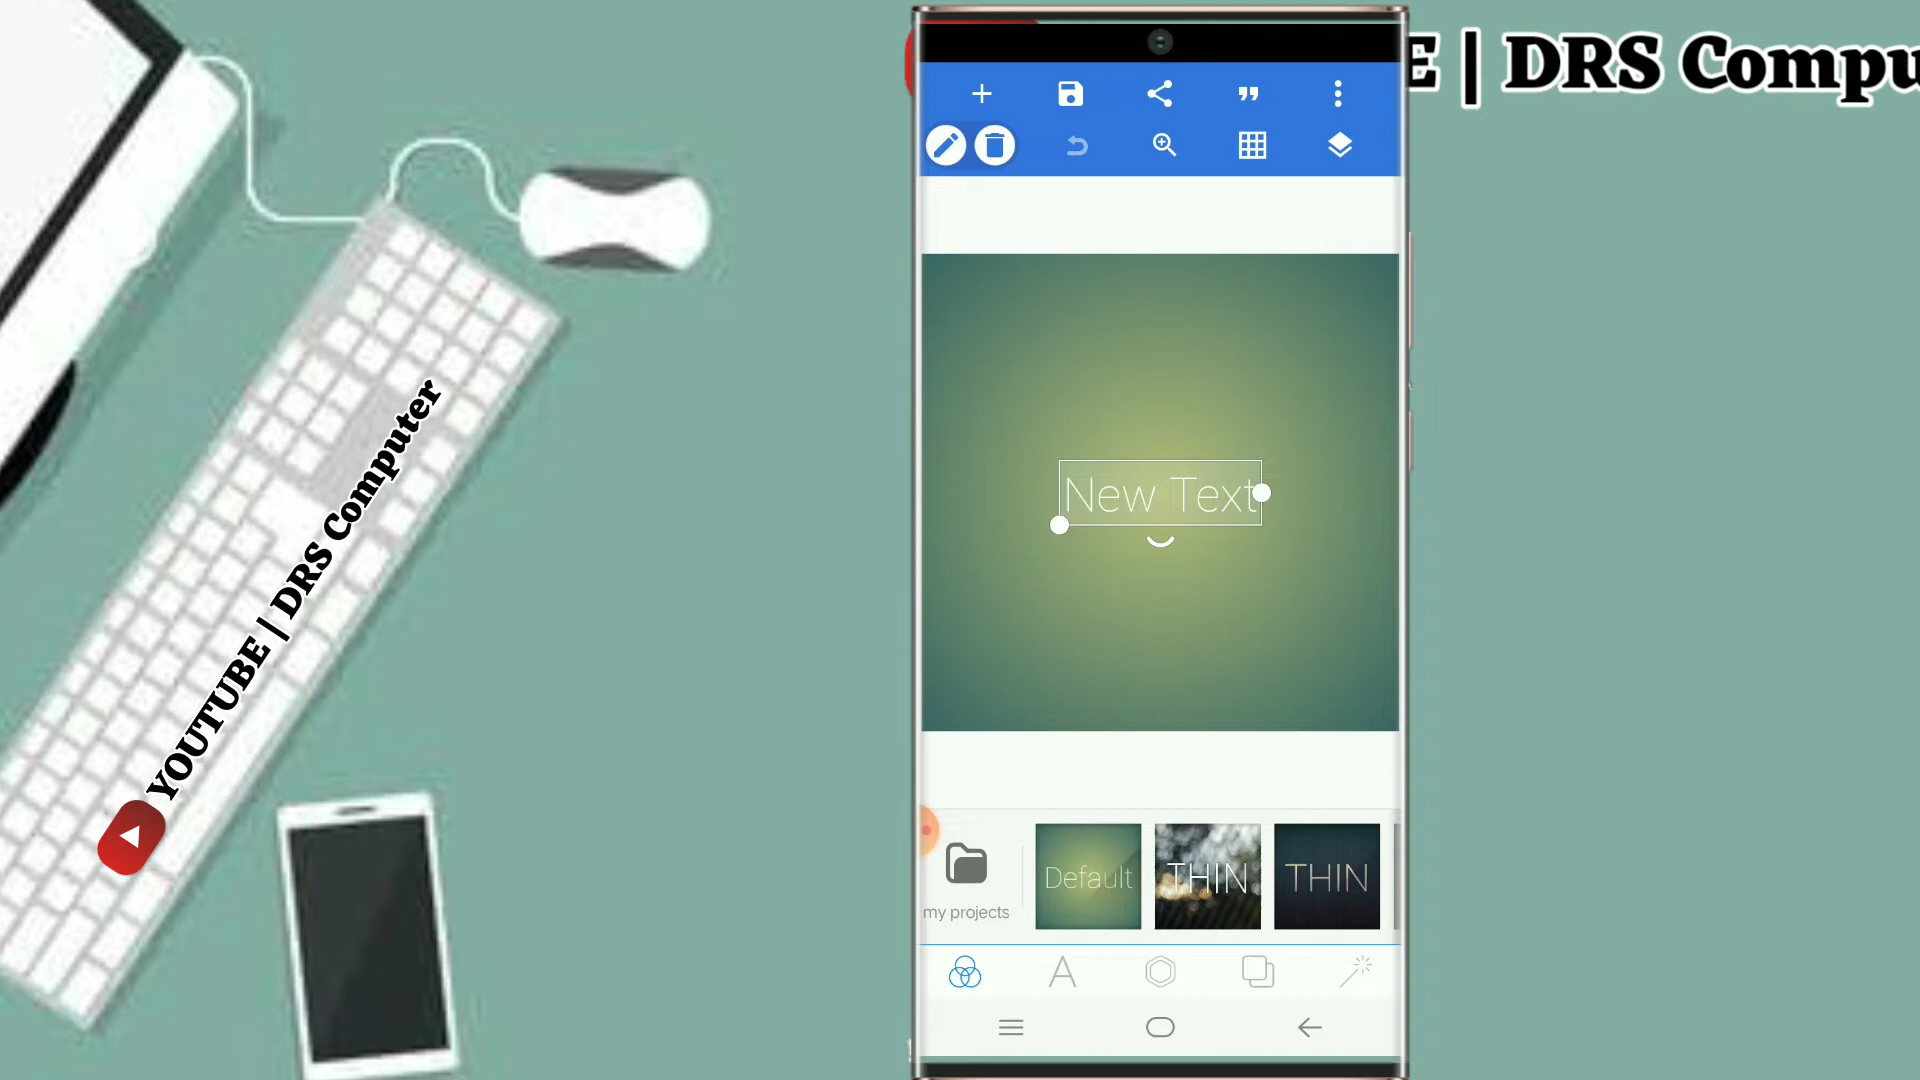 E | DRS Compu
YOUTUBE | DRS Computer
New Text
Default
THIN
THIN
my projects